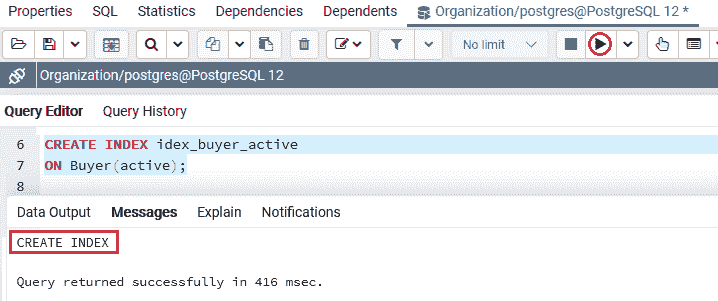 Properties SQL Statistics Dependencies Dependents Organization/postgres@PostgreSQL 12 *
No limit
Organization/postgres@PostgreSQL 12
Query Editor Query History
6 CREATE INDEX idex_buyer_active
7 ON Buyer(active);
8
Data Output Messages Explain Notifications
CREATE INDEX
Query returned successfully in 416 msec.